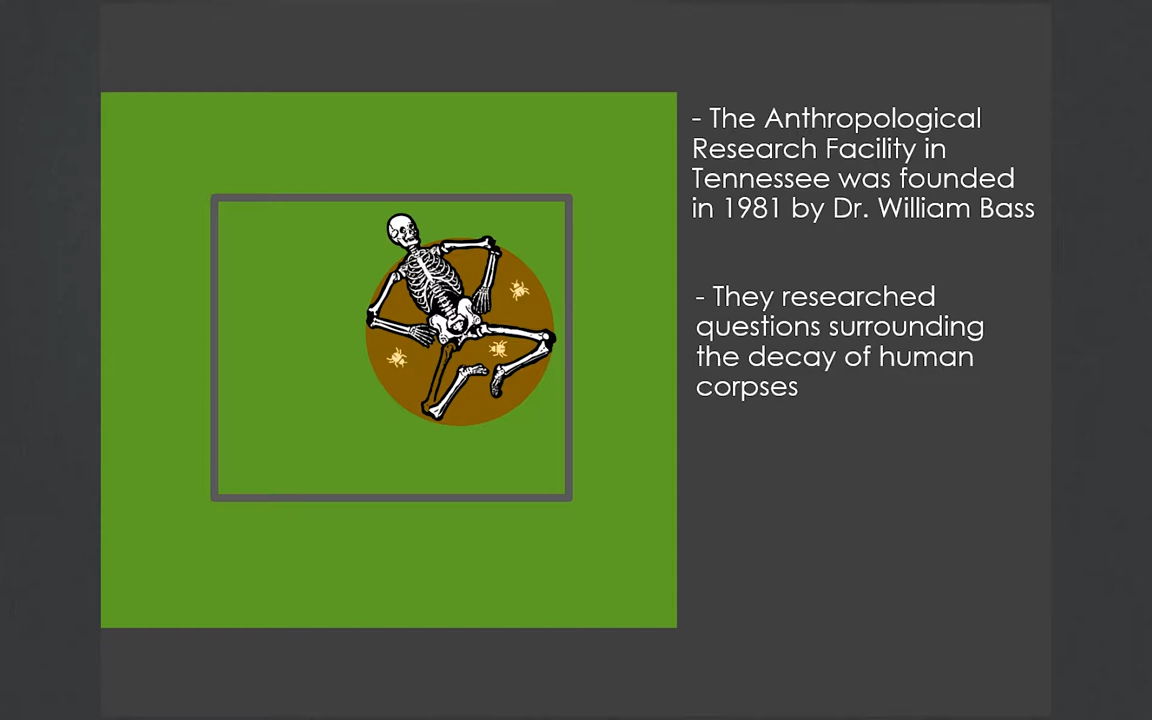 - The Anthropological
Research Facility in
Tennessee was founded
in 1981 by Dr. William Bass
- They researched
questions surrounding
the decay of human
corpses